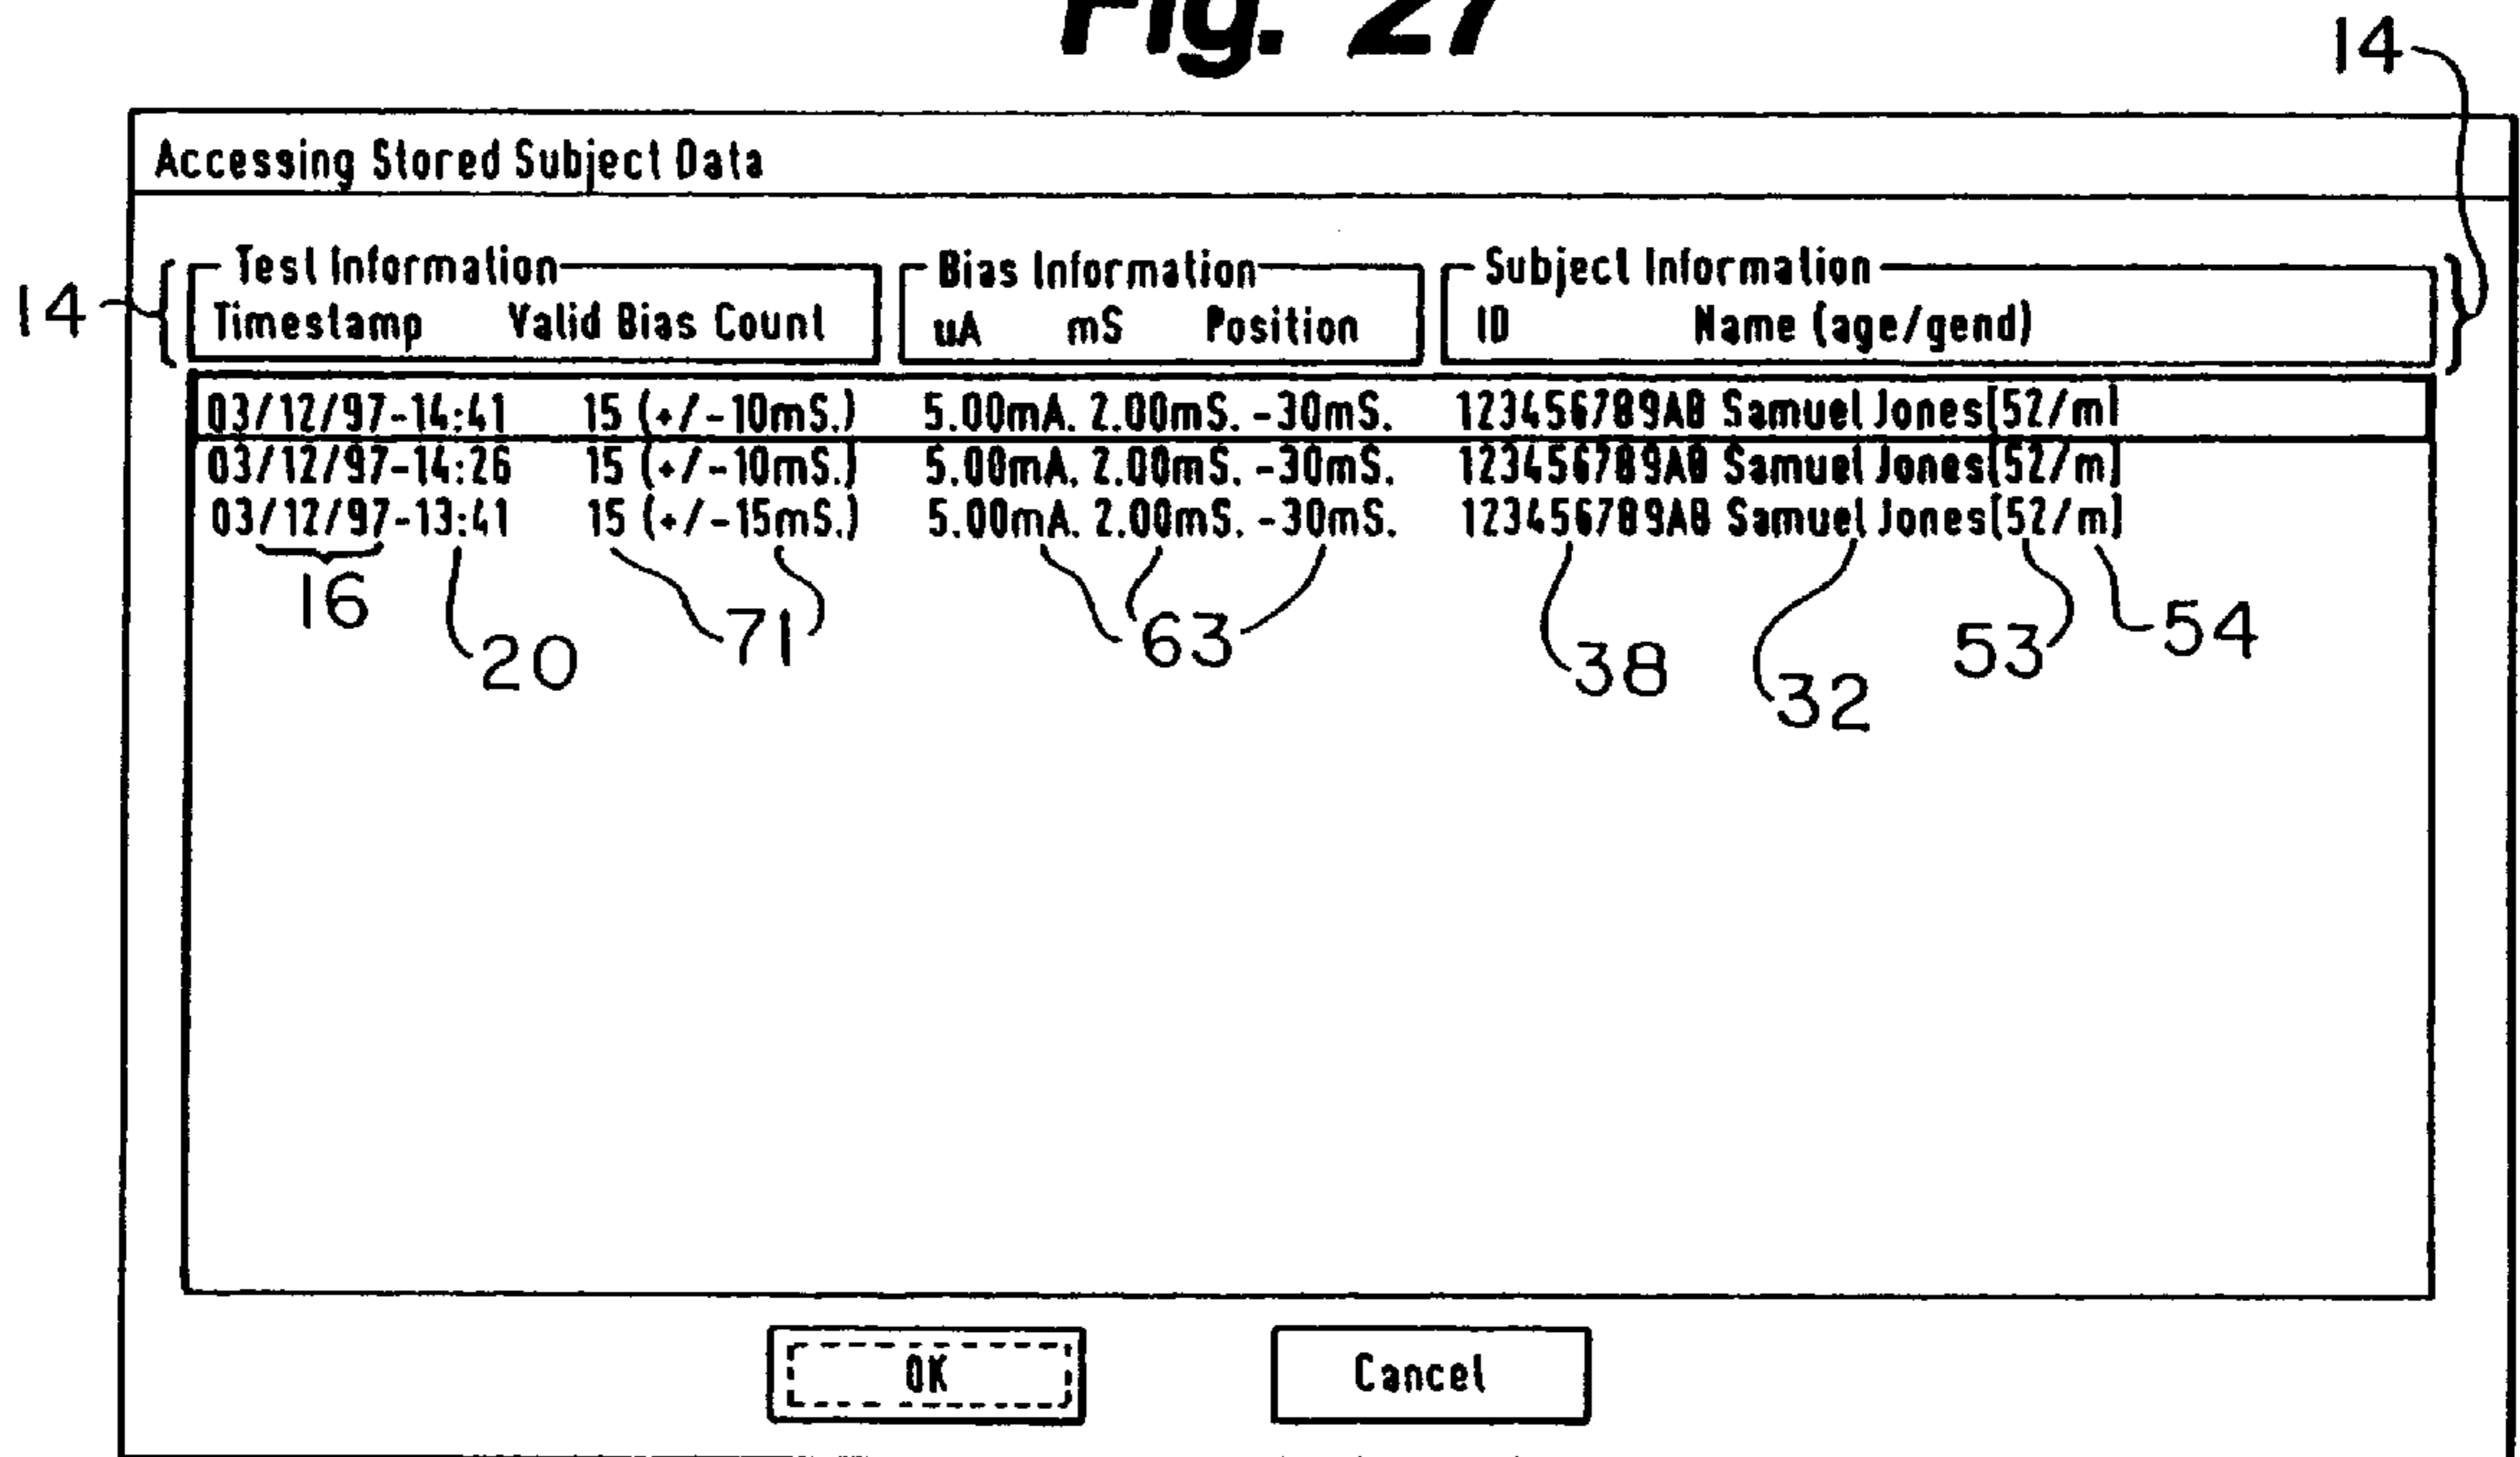 Fig. 27
14
Accessing Stored Subject Data
Test Information Bias Information Subject Information
14 Timestamp Valid Bias Count uA mS Position ID Name (age/gend)
03/12/97-14:41 15 (+/-10mS.) 5.00mA. 2.00mS. -30mS. 123456789AB Samuel Jones(52/m)
03/12/97-14:26 15 (+/-10mS.) 5.00mA. 2.00mS. -30mS. 123456789AB Samuel Jones(52/m)
03/12/97-13:41 15 (+/-15mS.) 5.00mA. 2.00mS. -30mS. 123456789AB Samuel Jones(52/m)
16 20 71 63 38 32 53 54
OK Cancel